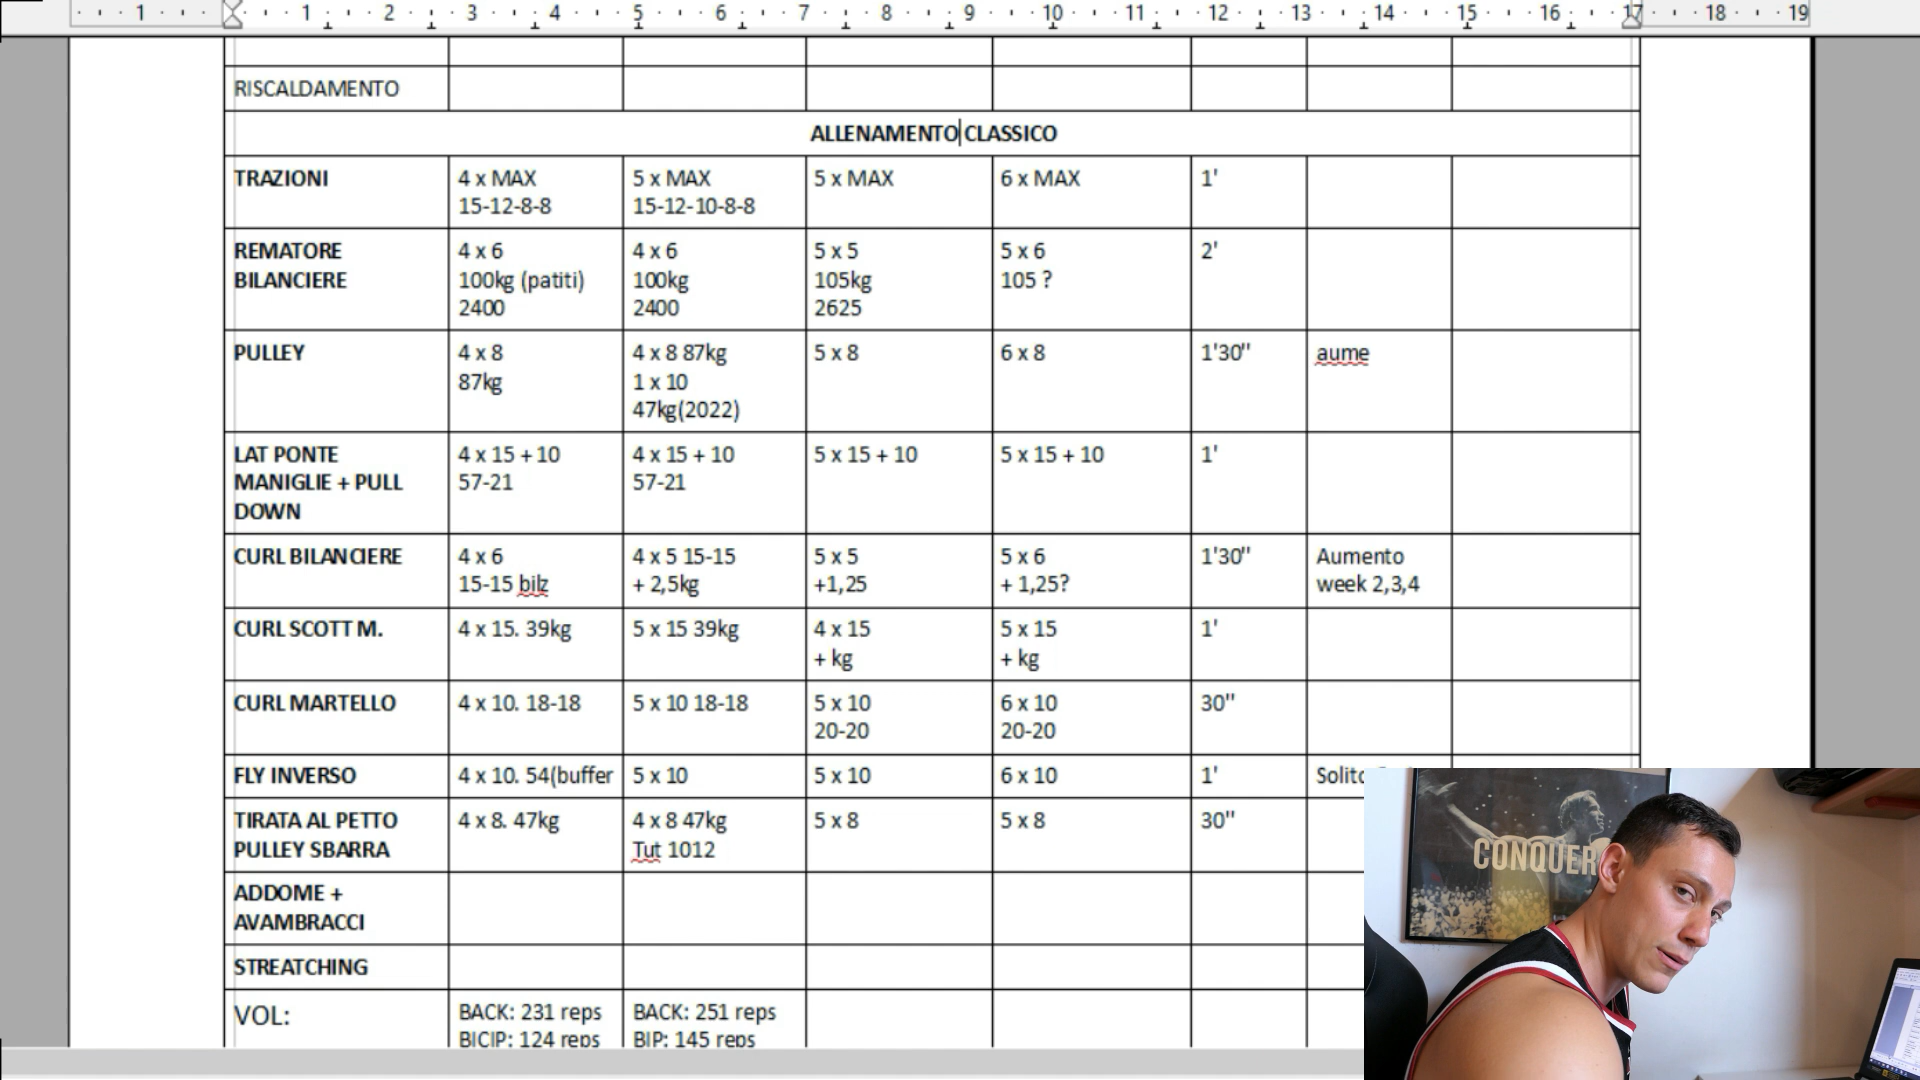 1 1 2 3 4 5 6 7 8 9 10 11 12 13 14 15 16 17 18 19
RISCALDAMENTO
ALLENAMENTO CLASSICO
TRAZIONI
4 x MAX
15-12-8-8
5 x MAX
15-12-10-8-8
5 x MAX
6 x MAX
1'
REMATORE
BILANCIERE
4 x 6
100kg (patiti)
2400
4 x 6
100kg
2400
5 x 5
105kg
2625
5 x 6
105 ?
2'
PULLEY
4 x 8
87kg
4 x 8 87kg
1 x 10
47kg(2022)
5 x 8
6 x 8
1'30"
aume
LAT PONTE
MANIGLIE + PULL
DOWN
4 x 15 + 10
57-21
4 x 15 + 10
57-21
5 x 15 + 10
5 x 15 + 10
1'
CURL BILANCIERE
4 x 6
15-15 bilz
4 x 5 15-15
+ 2,5kg
5 x 5
+1,25
5 x 6
+ 1,25?
1'30"
Aumento
week 2,3,4
CURL SCOTT M.
4 x 15. 39kg
5 x 15 39kg
4 x 15
+ kg
5 x 15
+ kg
1'
CURL MARTELLO
4 x 10. 18-18
5 x 10 18-18
5 x 10
20-20
6 x 10
20-20
30"
FLY INVERSO
4 x 10. 54(buffer
5 x 10
5 x 10
6 x 10
1'
TIRATA AL PETTO
PULLEY SBARRA
4 x 8. 47kg
4 x 8 47kg
Tut 1012
5 x 8
5 x 8
30"
ADDOME +
AVAMBRACCI
STREATCHING
VOL:
BACK: 231 reps
BICIP: 124 reps
BACK: 251 reps
BIP: 145 reps
CONQUER